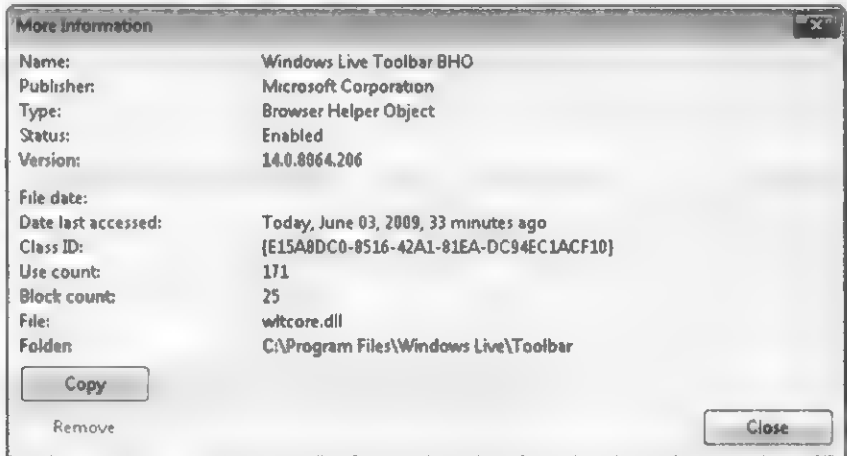 More Information
Name: Windows Live Toolbar BHO
Publisher: Microsoft Corporation
Type: Browser Helper Object
Status: Enabled
Version: 14.0.8064.206
File date:
Date last accessed: Today, June 03, 2009, 33 minutes ago
Class ID: {E15A8DC0-8516-42A1-81EA-DC94EC1ACF10}
Use count: 171
Block count: 25
File: wltcore.dll
Folder: C:\Program Files\Windows Live\Toolbar
Copy
Remove
Close